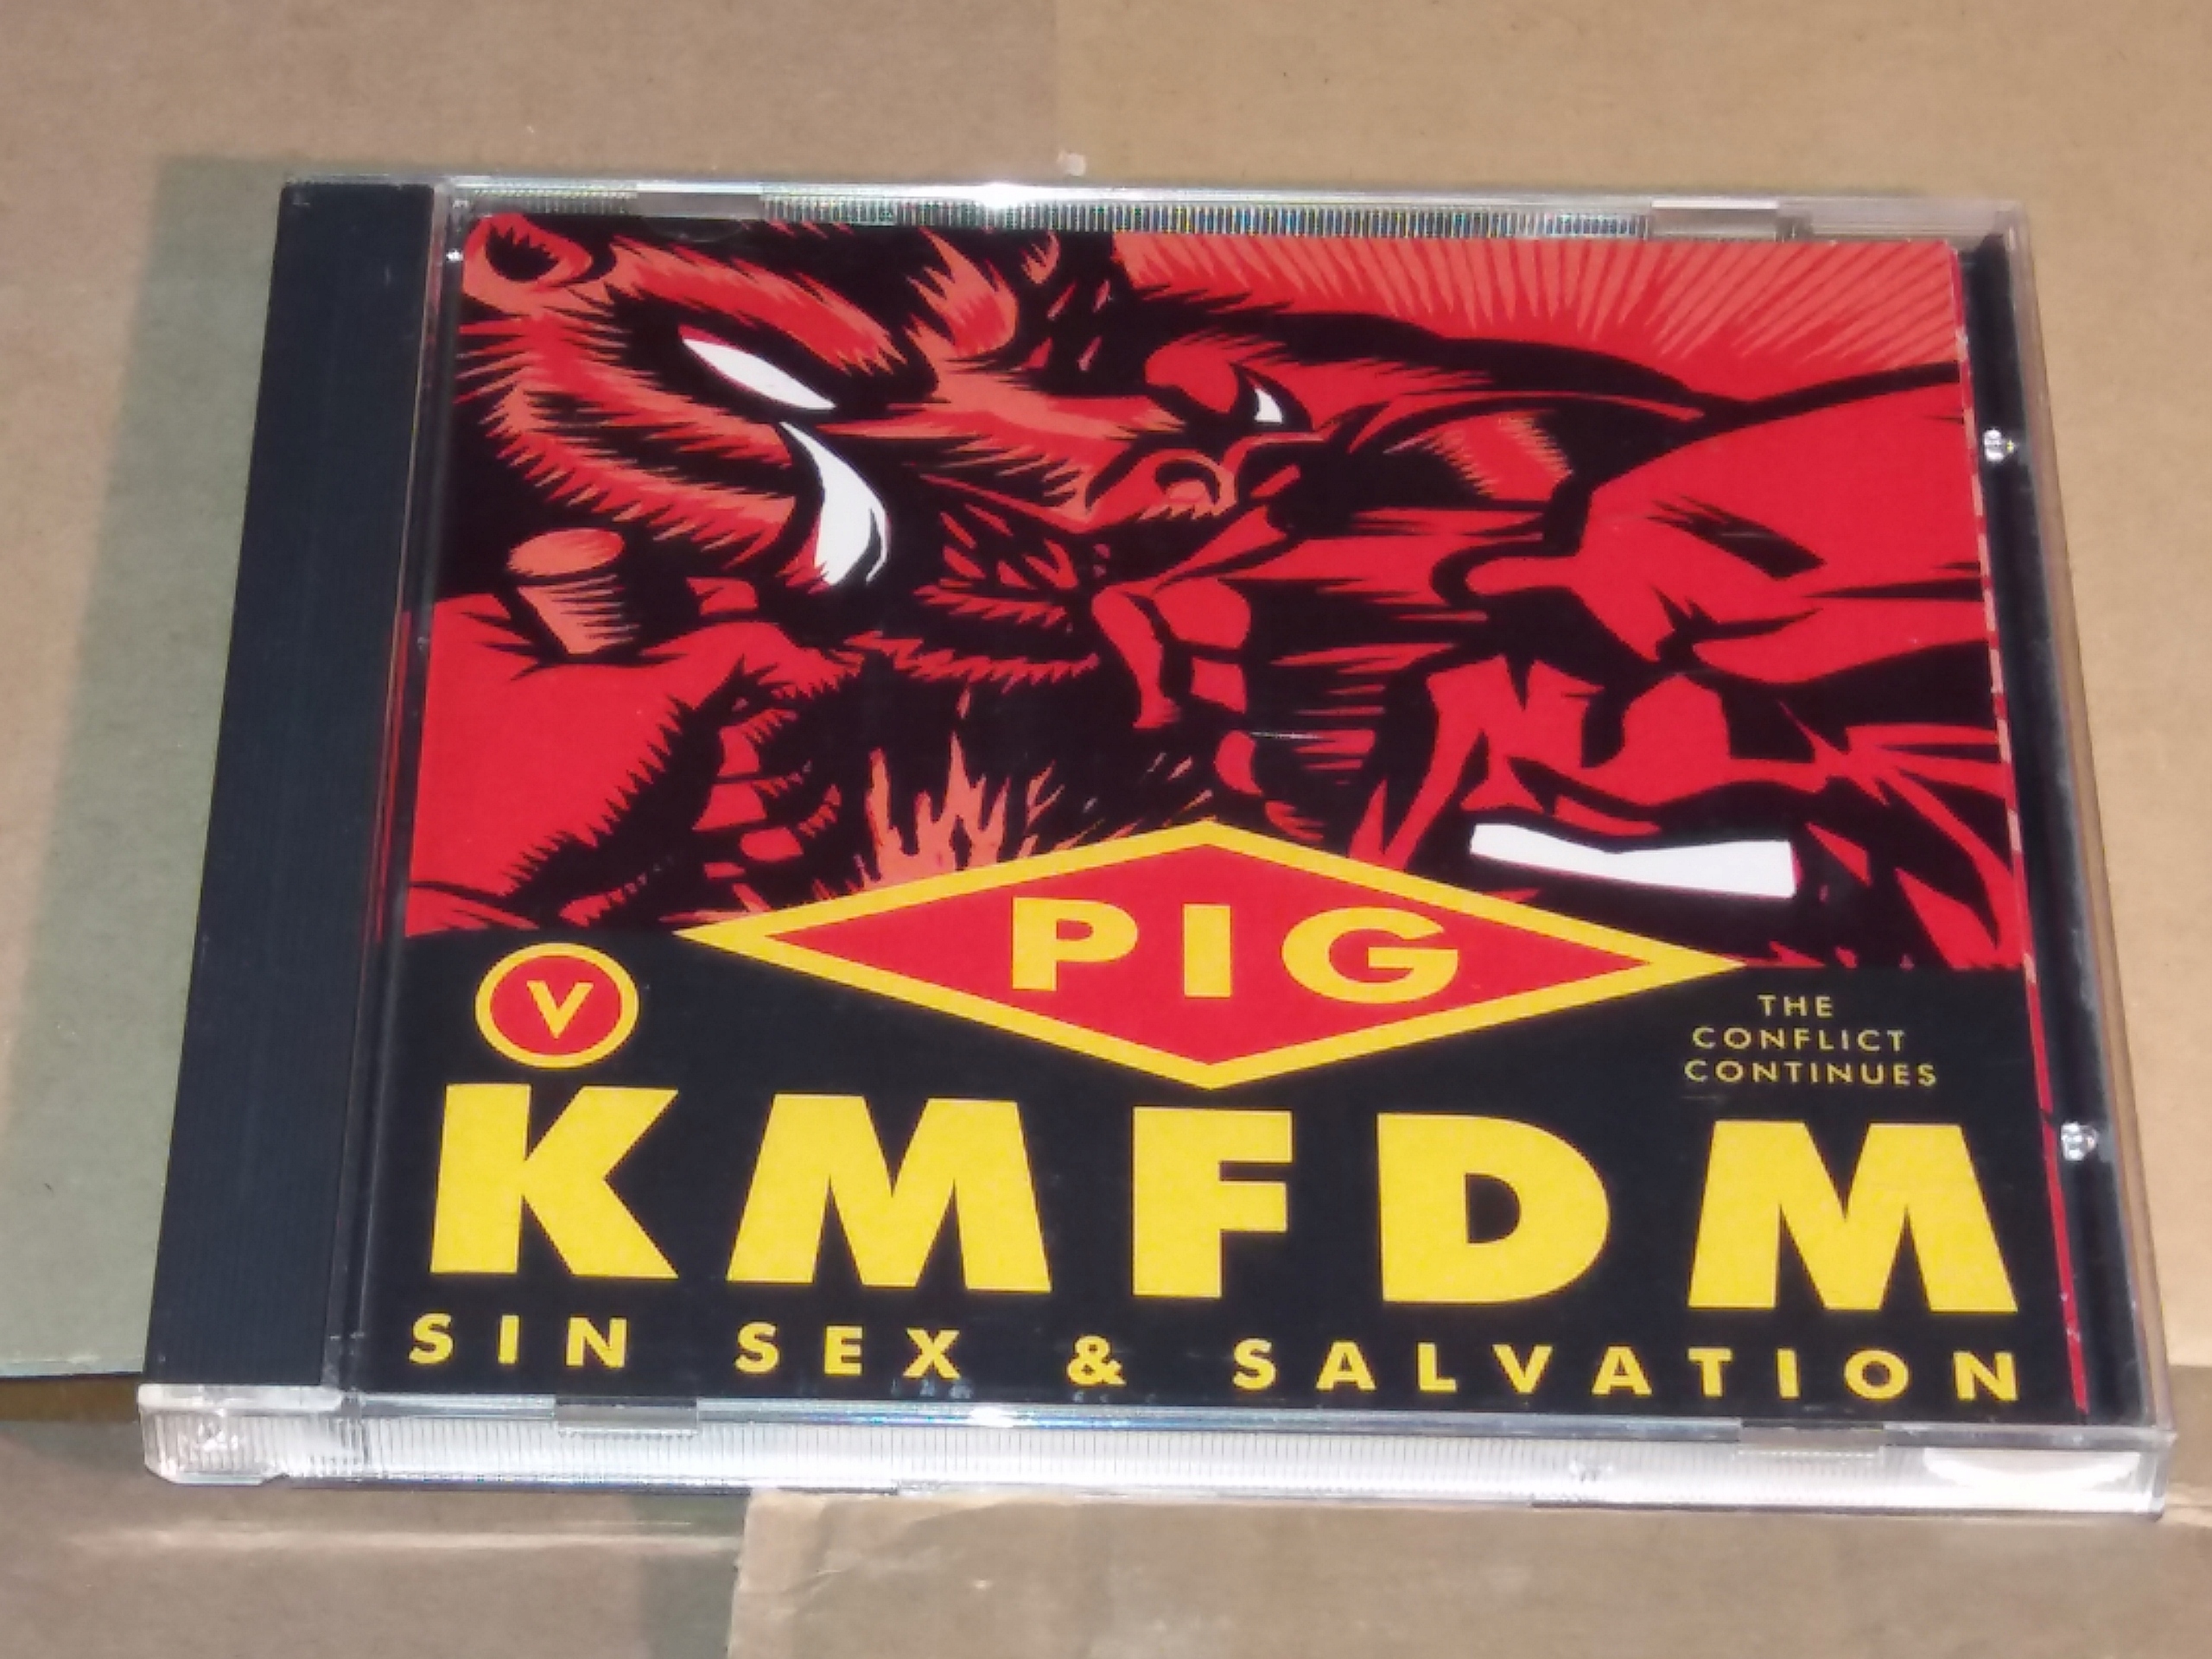 PIG
V
THE
CONFLICT
CONTINUES
KMFDM
SIN SEX & SALVATION